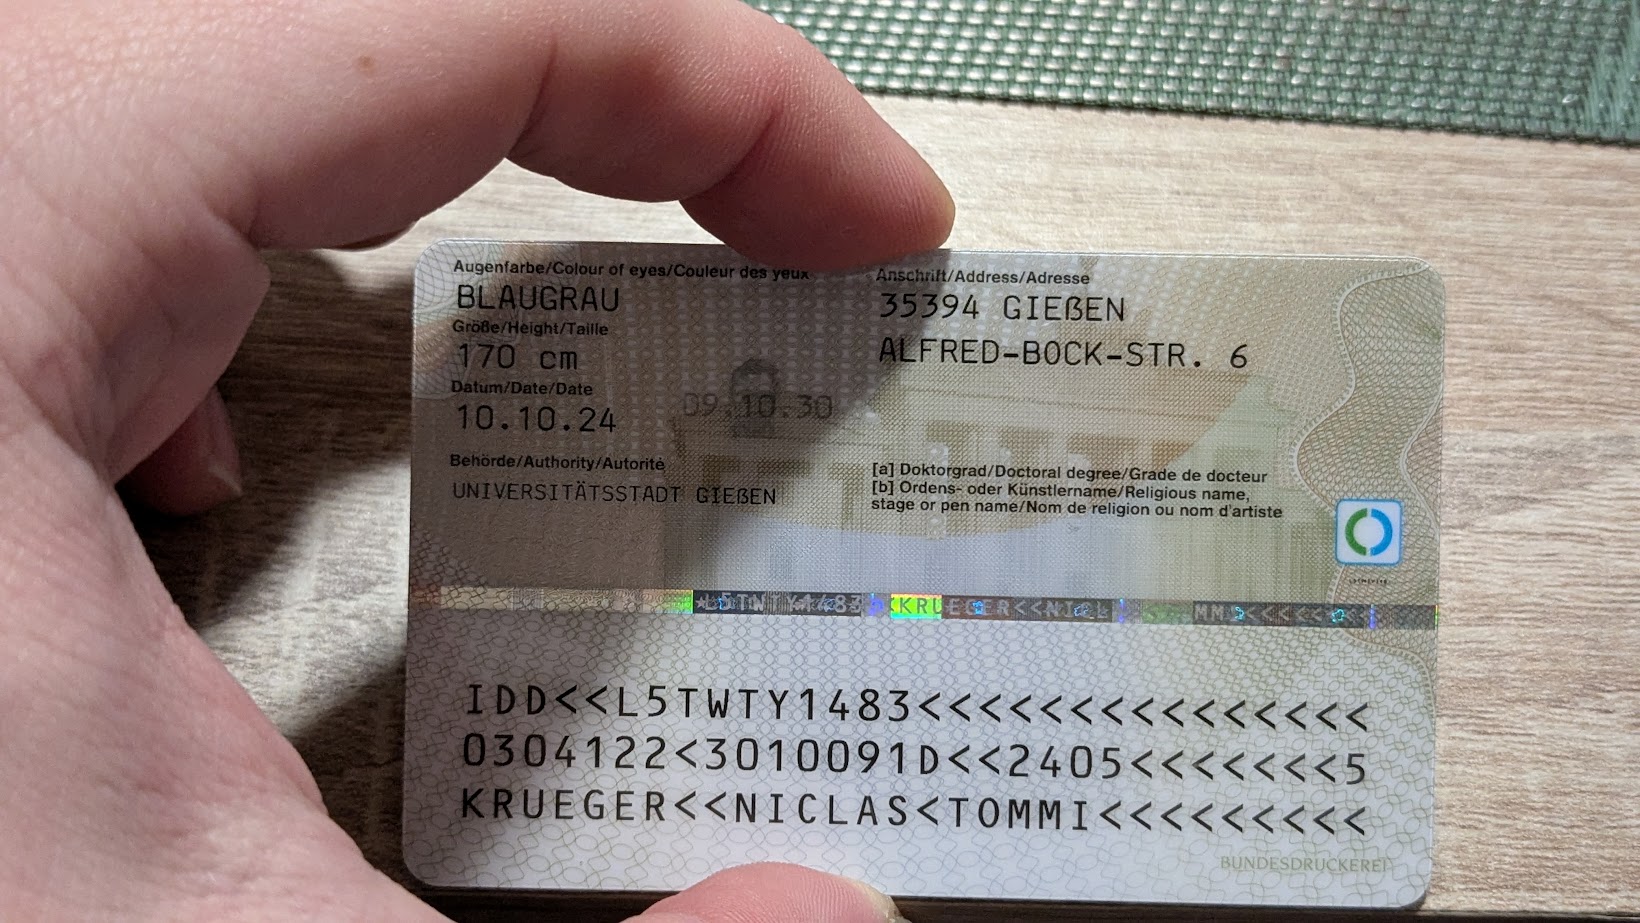 Augenfarbe/Colour of eyes/Couleur des yeux
BLAUGRAU
Größe/Height/Taille
170 cm
Datum/Date/Date
10.10.24
09.10.30
Behörde/Authority/Autorité
UNIVERSITÄTSSTADT GIEßEN
Anschrift/Address/Adresse
35394 GIEßEN
ALFRED-BOCK-STR. 6
[a] Doktorgrad/Doctoral degree/Grade de docteur
[b] Ordens- oder Künstlername/Religious name,
stage or pen name/Nom de religion ou nom d'artiste
IDD<<L5TWTY1483<<<<<<<<<<<<<<<
0304122<3010091D<<2405<<<<<<<5
KRUEGER<<NICLAS<TOMMI<<<<<<<<<
BUNDESDRUCKEREI